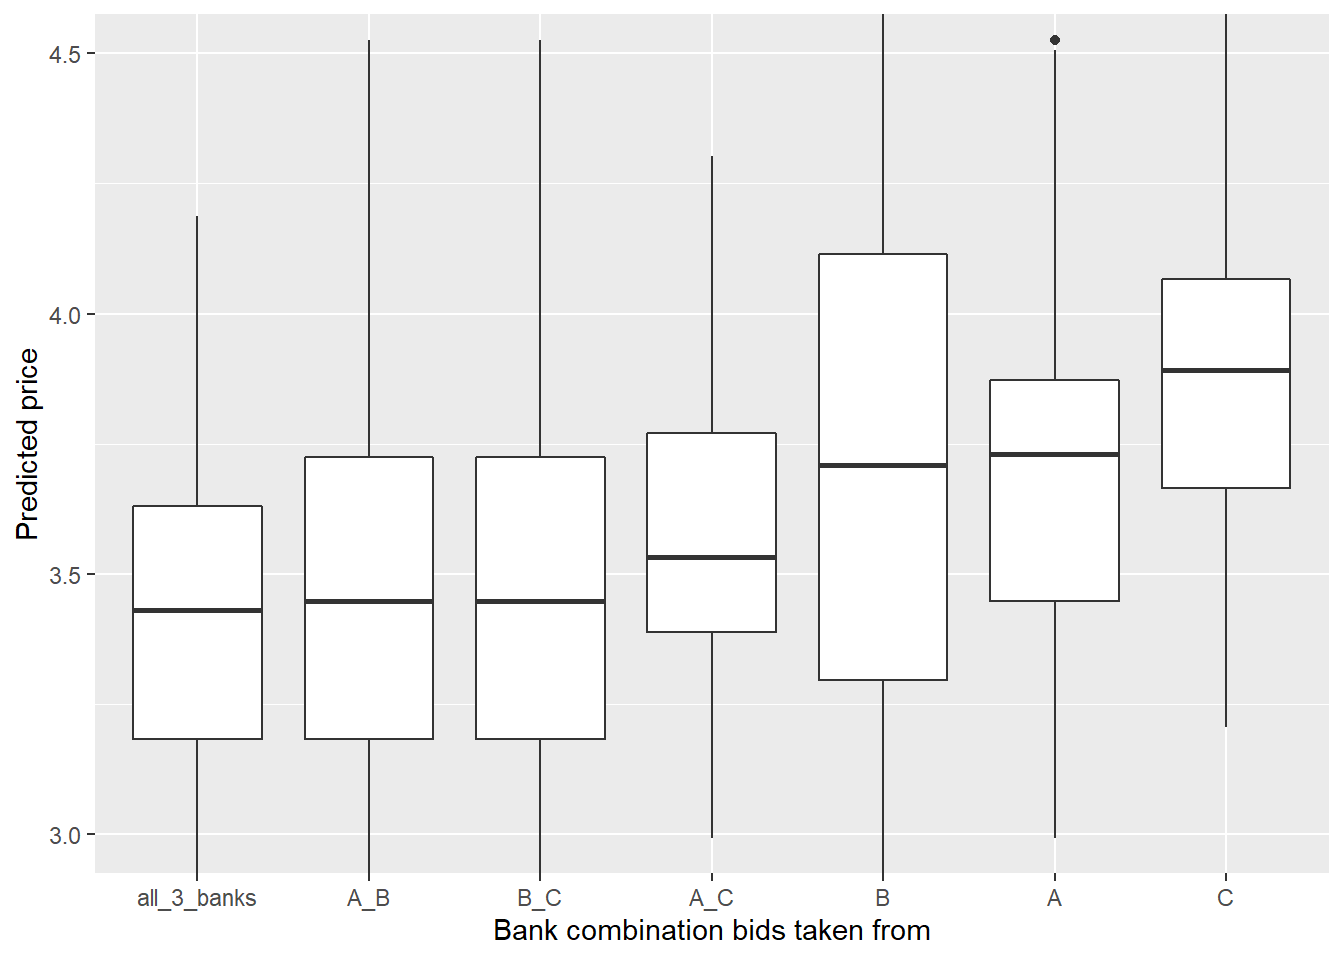 4.5
4.0
3.5
3.0
Predicted price
all_3_banks A_B B_C A_C B A C
Bank combination bids taken from